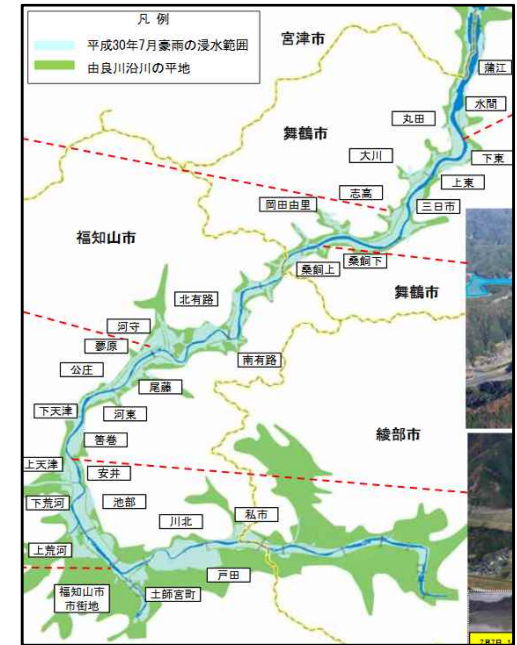 凡 例
平成30年7月豪雨の浸水範囲
由良川沿川の平地
宮津市
蒲江
水間
丸田
舞鶴市
下東
大川
上東
志高
三日市
岡田由里
福知山市
桑飼下
桑飼上
舞鶴市
北有路
河守
蓼原
南有路
公庄
尾藤
下天津
河東
綾部市
筈巻
上天津
安井
下荒河
池部
私市
川北
上荒河
戸田
福知山市
市街地
土師宮町
7月7日